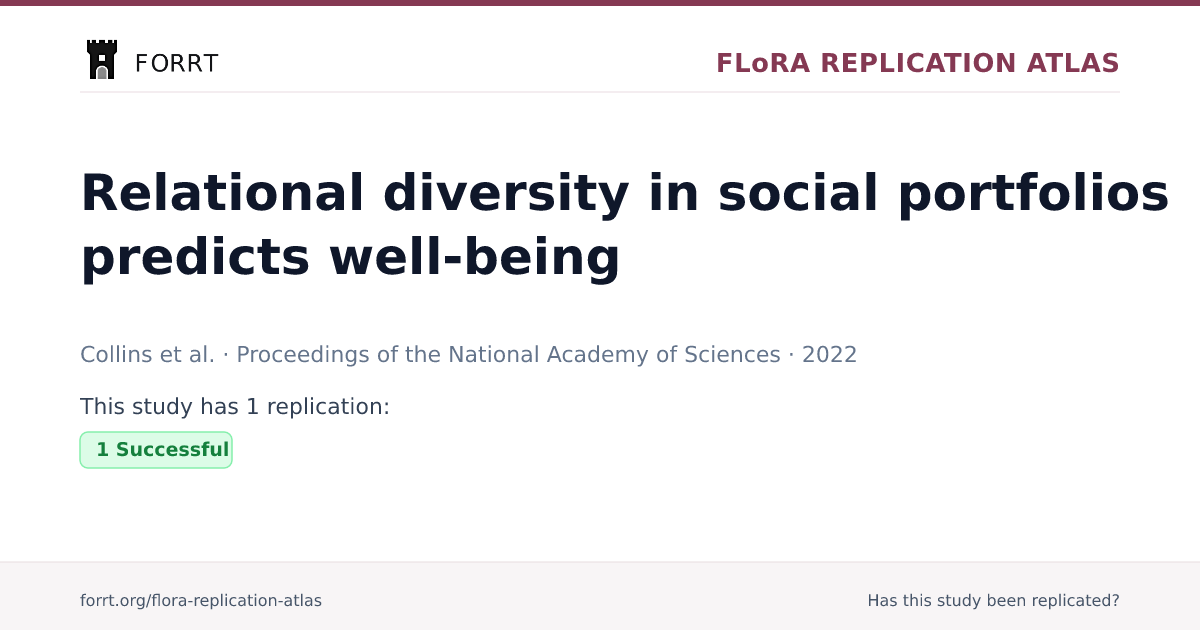 FORRT
FLoRA REPLICATION ATLAS
Relational diversity in social portfolios
predicts well-being
Collins et al. · Proceedings of the National Academy of Sciences · 2022
This study has 1 replication:
1 Successful
forrt.org/flora-replication-atlas
Has this study been replicated?